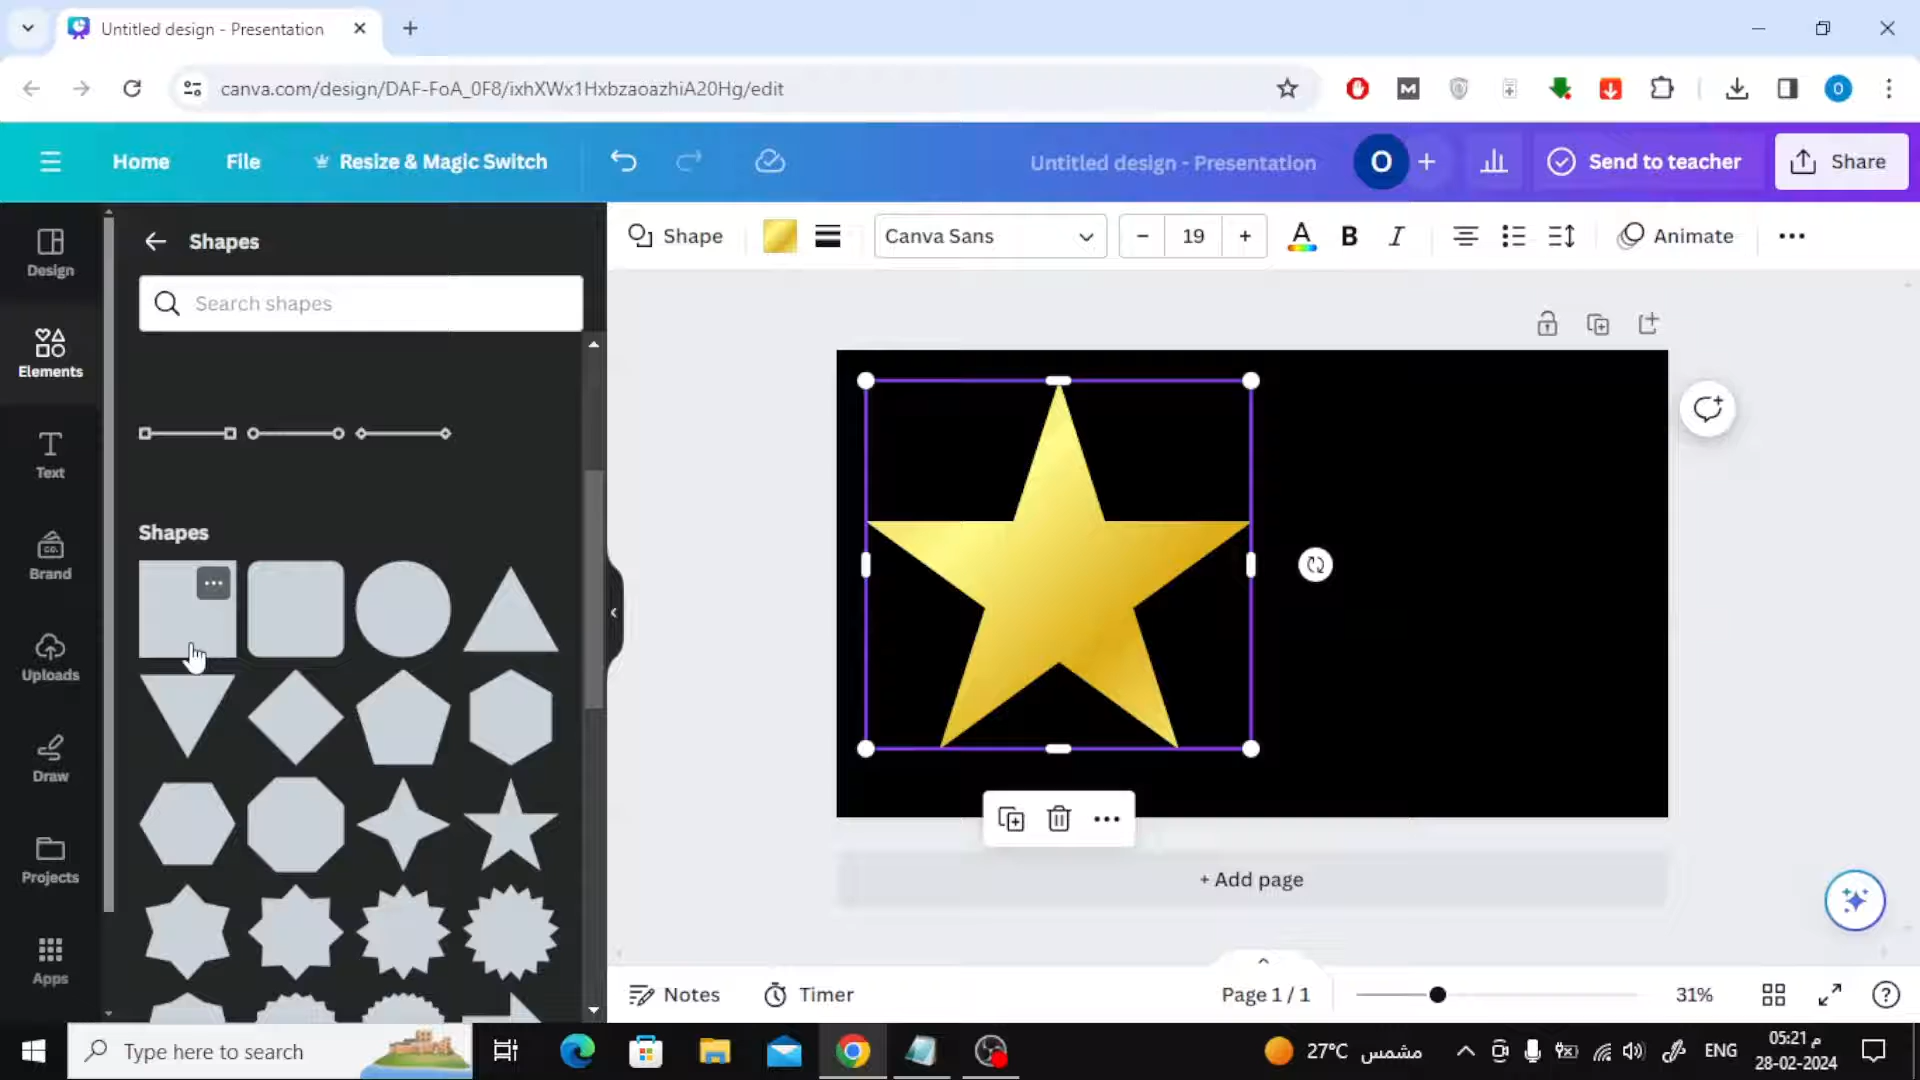 Untitled design - Presentation
canva.com/design/DAF-FoA_0F8/ixhXWx1HxbzaoazhiA20Hg/edit
Home
File
Resize & Magic Switch
Untitled design - Presentation
O
Send to teacher
Share
Design
Elements
Text
Brand
Uploads
Draw
Projects
Apps
Shapes
Search shapes
Shapes
Shape
Canva Sans
19
A
B
I
Animate
+ Add page
Notes
Timer
Page 1 / 1
31%
Type here to search
27°C مشمس
ENG
05:21 م
28-02-2024